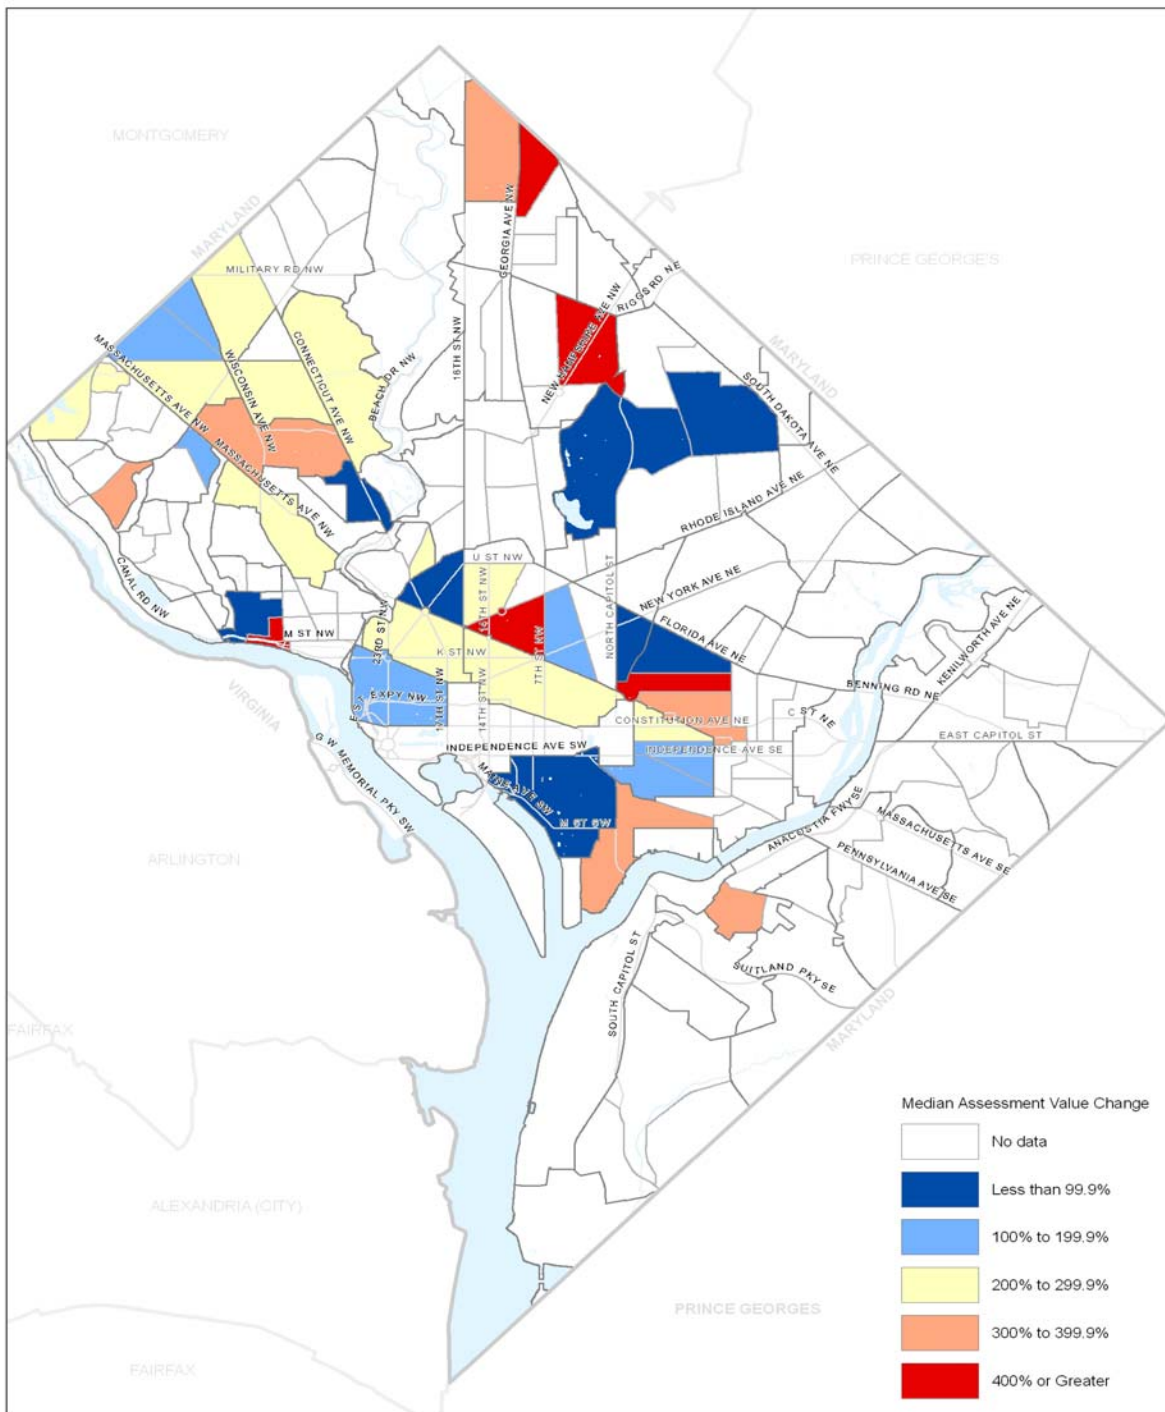 MONTGOMERY
MARYLAND
PRINCE GEORGE'S
MILITARY RD NW
GEORGIA AVE NW
RIGGS RD NE
NEW HAMPSHIRE AVE NW
16TH ST NW
MARYLAND
MASSACHUSETTS AVE NW
WISCONSIN AVE NW
CONNECTICUT AVE NW
BEACH DR NW
SOUTH DAKOTA AVE NE
MASSACHUSETTS AVE NW
RHODE ISLAND AVE NE
CANAL RD NW
U ST NW
NORTH CAPITOL ST
NEW YORK AVE NE
FLORIDA AVE NE
KENILWORTH AVE NE
M ST NW
23RD ST NW
14TH ST NW
7TH ST NW
K ST NW
BENNING RD NE
VIRGINIA
E ST EXPY NW
17TH ST NW
14TH ST NW
CONSTITUTION AVE NE
C ST NE
EAST CAPITOL ST
INDEPENDENCE AVE SW
INDEPENDENCE AVE SE
G W MEMORIAL PKY SW
MAINE AVE SW
M ST SW
ANACOSTIA FWY SE
MASSACHUSETTS AVE SE
PENNSYLVANIA AVE SE
ARLINGTON
SOUTH CAPITOL ST
SUITLAND PKY SE
MARYLAND
FAIRFAX
ALEXANDRIA (CITY)
PRINCE GEORGES
FAIRFAX
Median Assessment Value Change
No data
Less than 99.9%
100% to 199.9%
200% to 299.9%
300% to 399.9%
400% or Greater